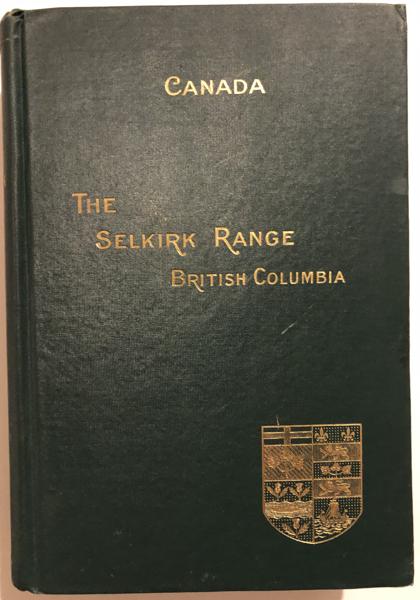 CANADA
THE
SELKIRK RANGE
BRITISH COLUMBIA